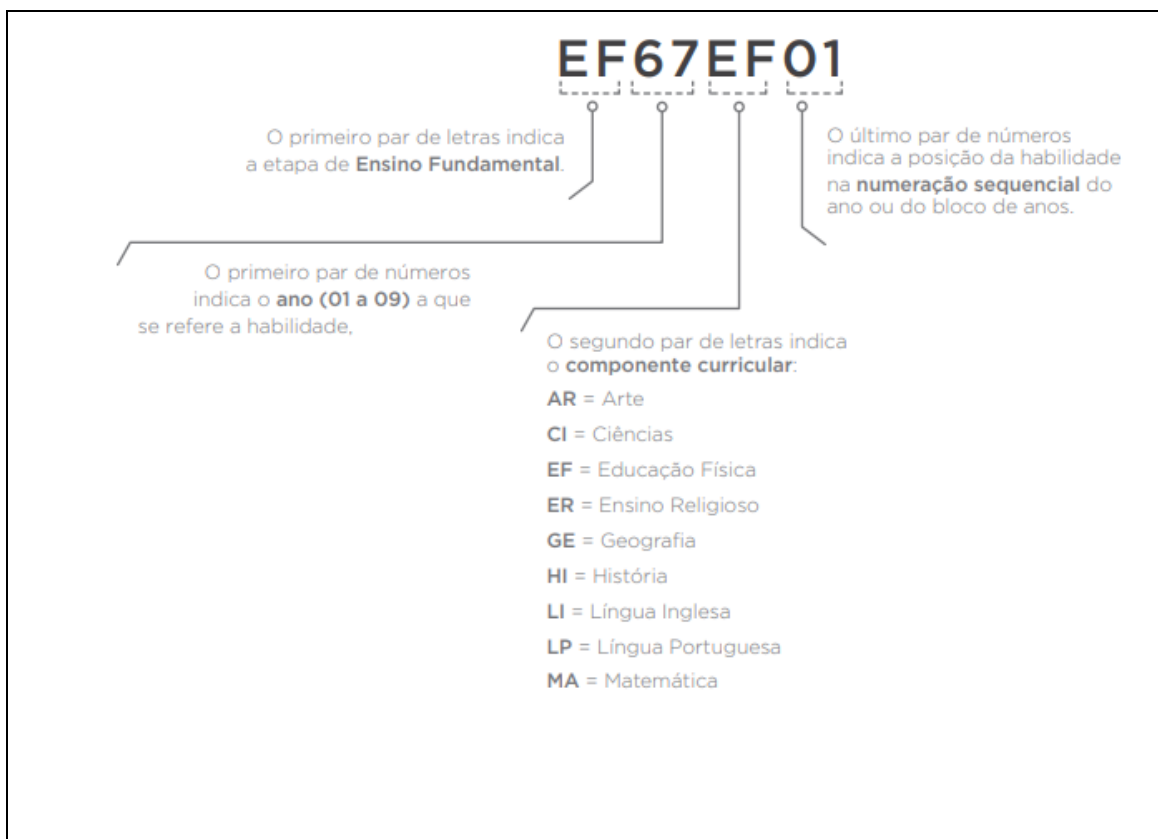 EF67EF01
O primeiro par de letras indica
a etapa de Ensino Fundamental.
O último par de números
indica a posição da habilidade
na numeração sequencial do
ano ou do bloco de anos.
O primeiro par de números
indica o ano (01 a 09) a que
se refere a habilidade,
O segundo par de letras indica
o componente curricular:
AR = Arte
CI = Ciências
EF = Educação Física
ER = Ensino Religioso
GE = Geografia
HI = História
LI = Língua Inglesa
LP = Língua Portuguesa
MA = Matemática